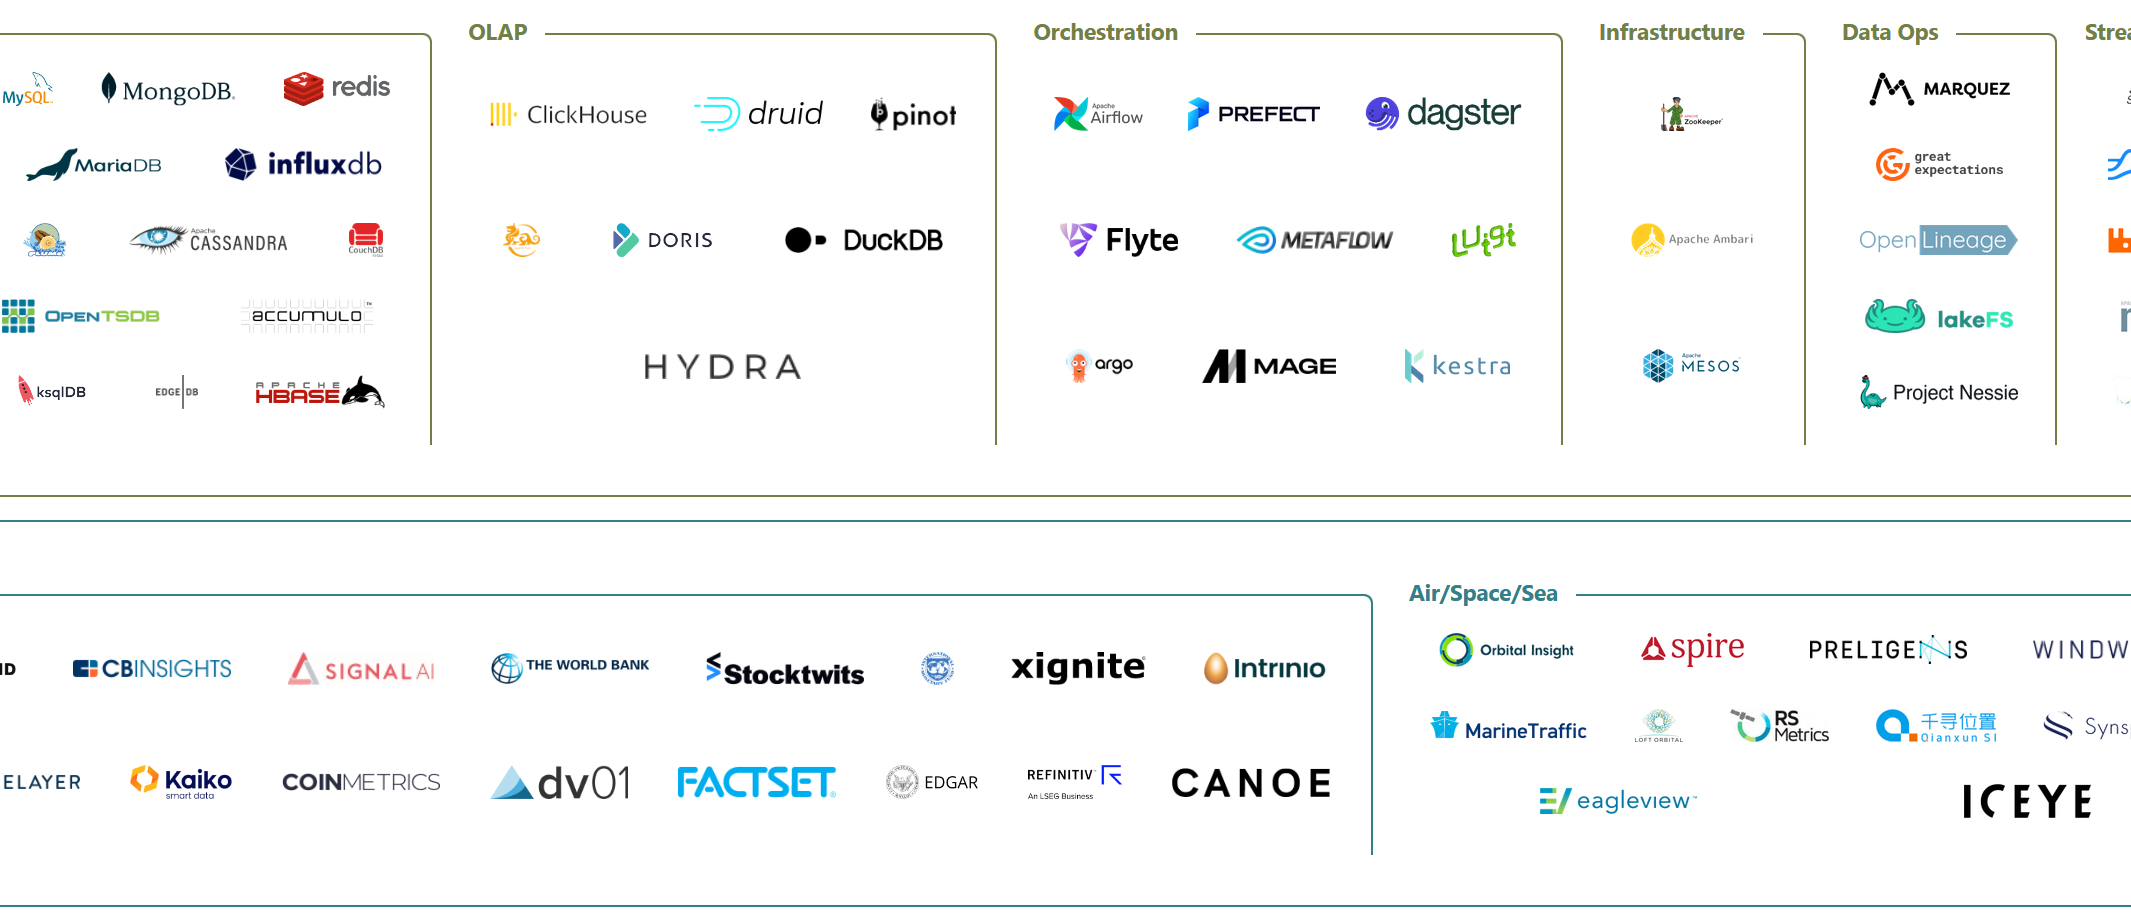 OLAP
Orchestration
Infrastructure
Data Ops
Strea
MySQL
MongoDB
redis
ClickHouse
druid
pinot
Apache
Airflow
PREFECT
dagster
APACHE
ZooKeeper
MARQUEZ
MariaDB
influxdb
great
expectations
Apache
CASSANDRA
CouchDB
DORIS
DuckDB
Flyte
METAFLOW
Luigi
Apache Ambari
OpenLineage
OPENTSDB
accumulo
lakeFS
ksqlDB
EDGE DB
APACHE
HBASE
HYDRA
argo
MAGE
kestra
Apache
MESOS
Project Nessie
Air/Space/Sea
ID
CBINSIGHTS
SIGNAL AI
THE WORLD BANK
Stocktwits
xignite
Intrinio
Orbital Insight
spire
PRELIGENS
WINDW
MarineTraffic
LOFT ORBITAL
RS
Metrics
千寻位置
Qianxun SI
Synsp
ELAYER
Kaiko
smart data
COINMETRICS
dv01
FACTSET
EDGAR
REFINITIV
An LSEG Business
CANOE
eagleview
ICEYE